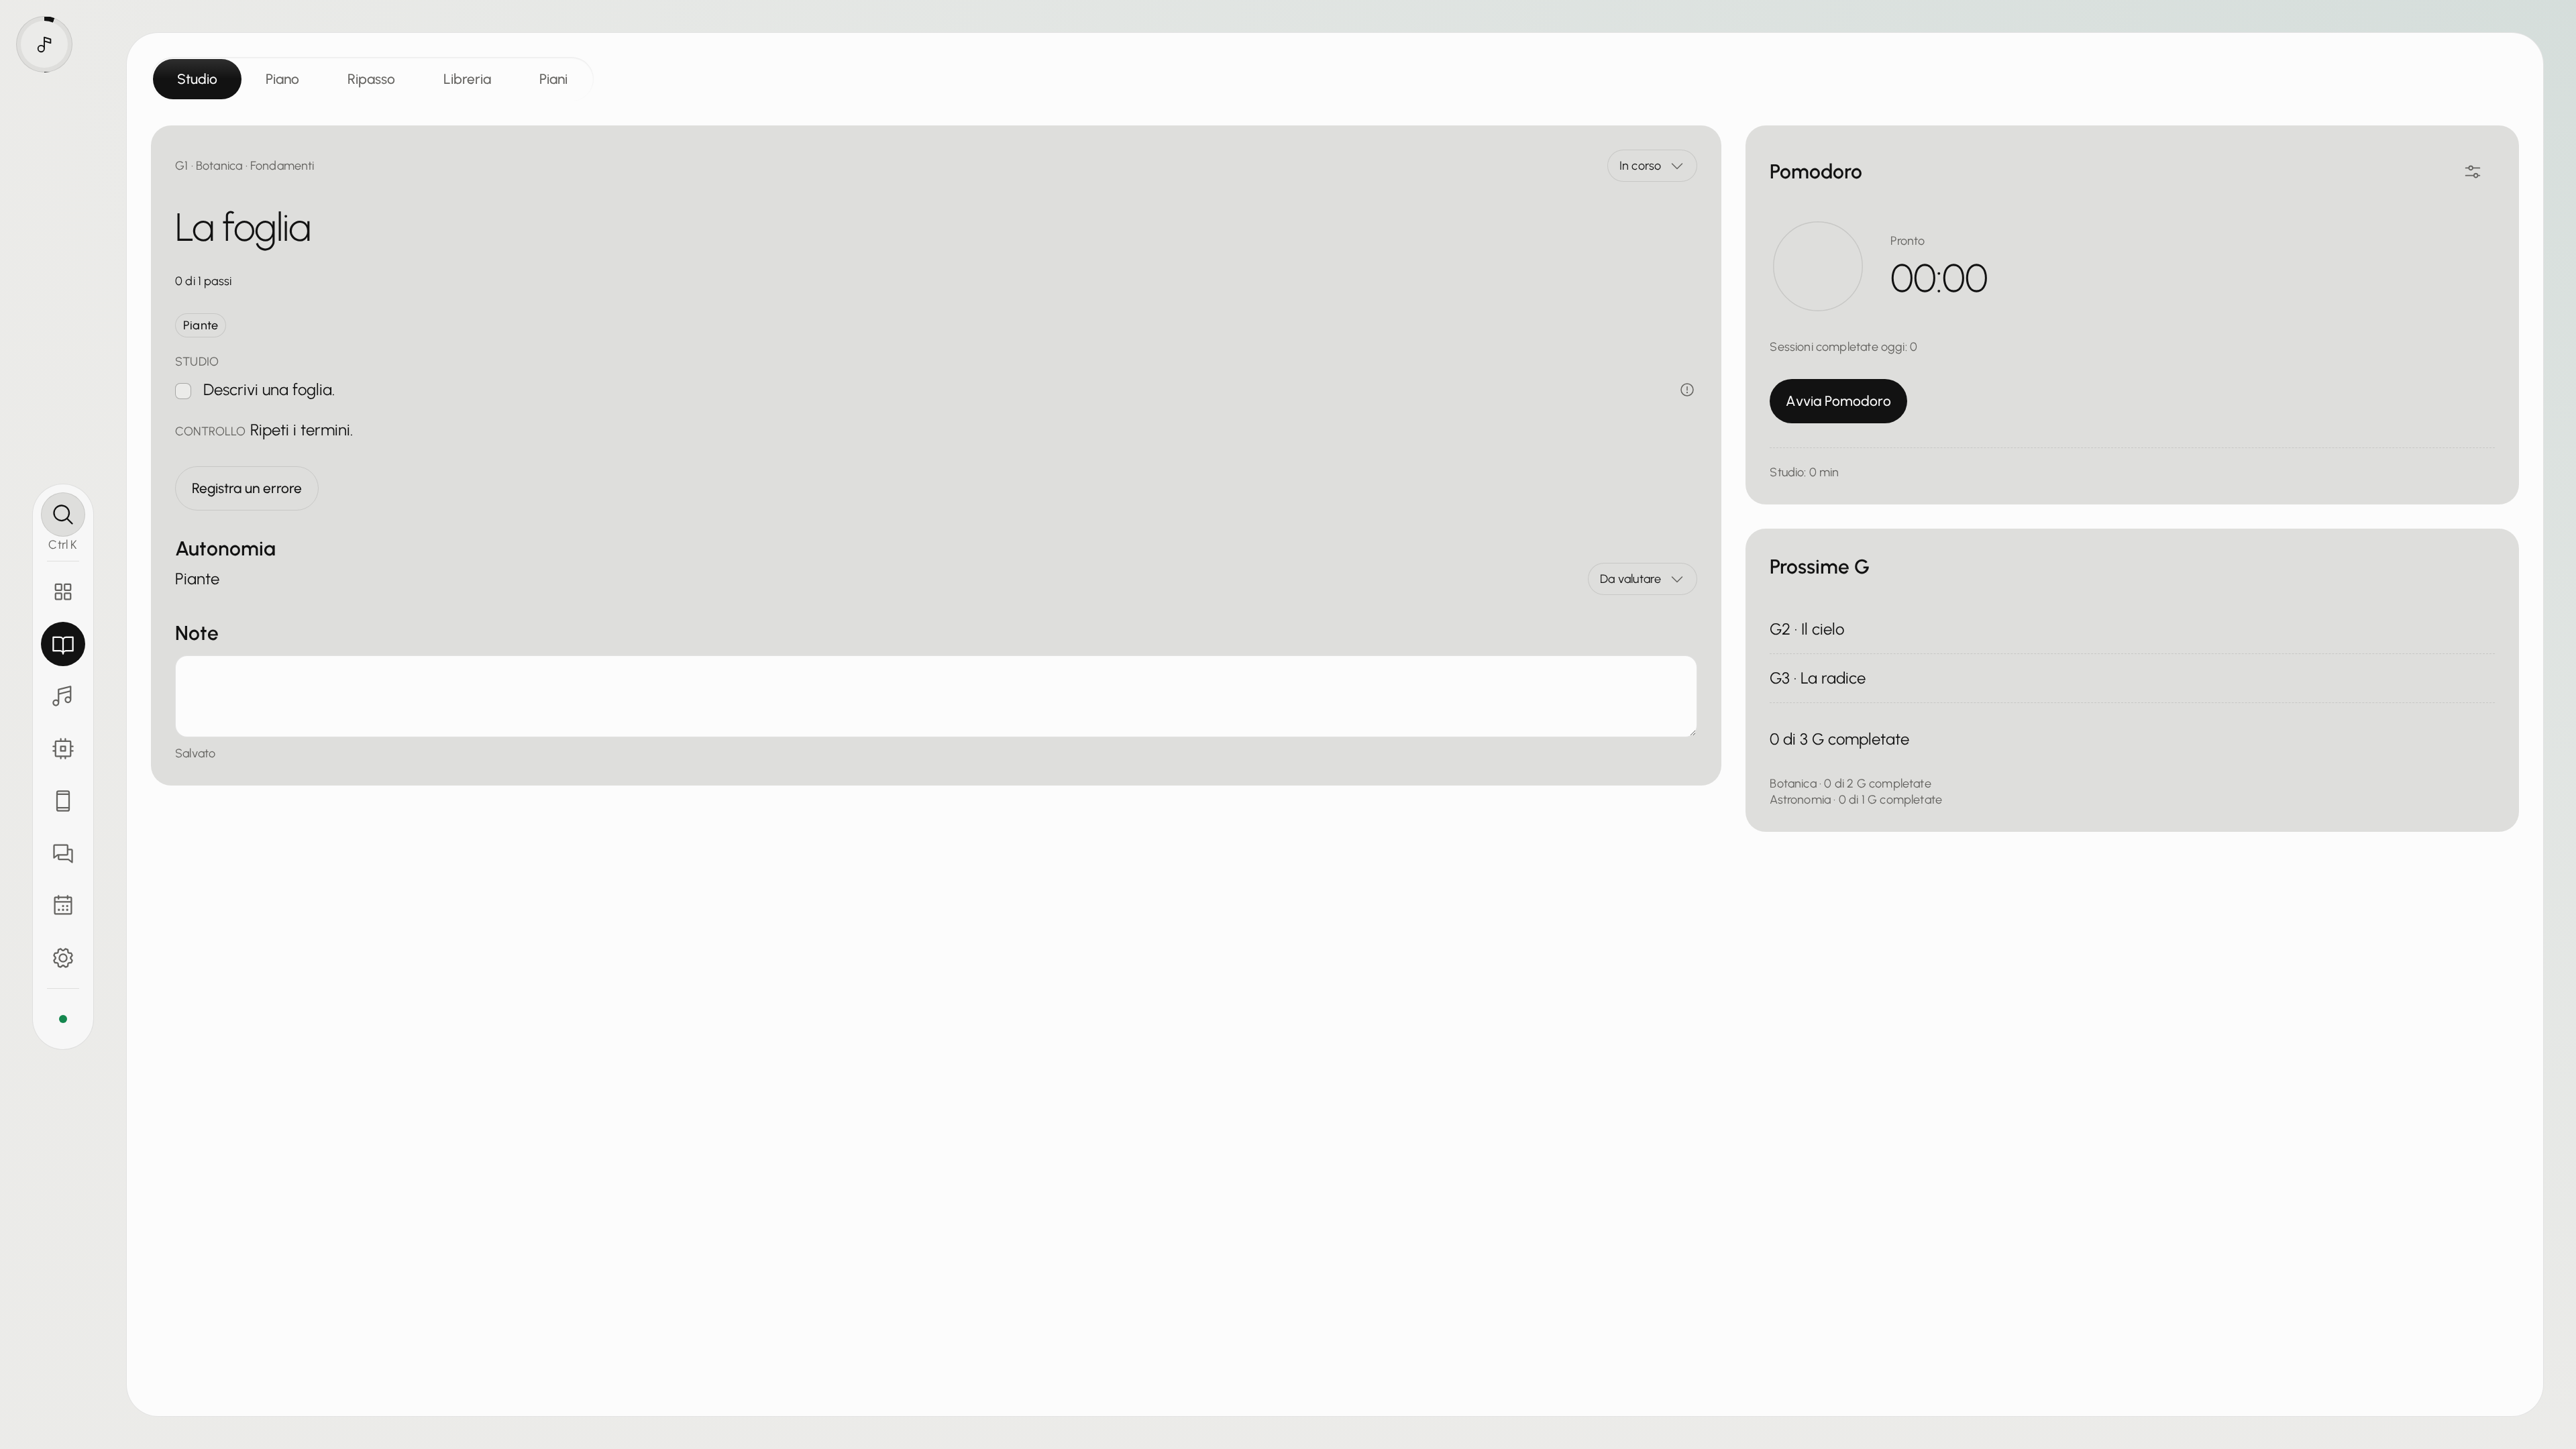 Studio Piano Ripasso Libreria Piani
G1 · Botanica · Fondamenti
In corso
La foglia
0 di 1 passi
Piante
STUDIO
Descrivi una foglia.
CONTROLLO Ripeti i termini.
Registra un errore
Autonomia
Piante
Da valutare
Note
Salvato
Pomodoro
Pronto
00:00
Sessioni completate oggi: 0
Avvia Pomodoro
Studio: 0 min
Prossime G
G2 · Il cielo
G3 · La radice
0 di 3 G completate
Botanica · 0 di 2 G completate
Astronomia · 0 di 1 G completate
Ctrl K